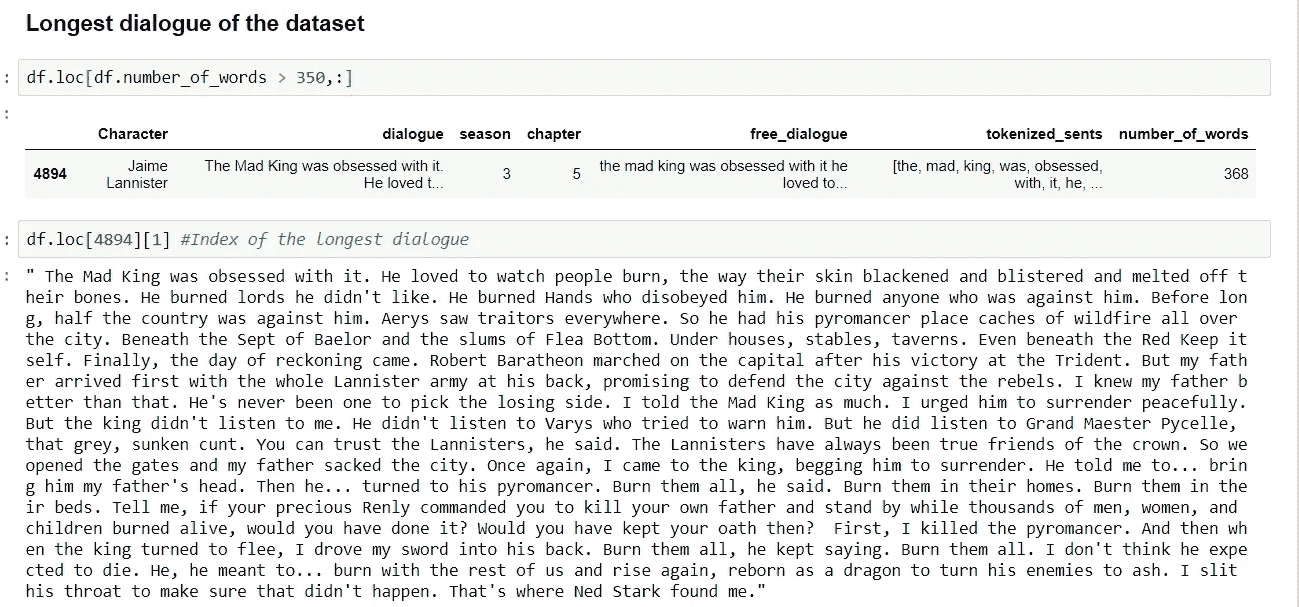 Longest dialogue of the dataset
: df.loc[df.number_of_words > 350,:]
:
Character dialogue season chapter free_dialogue tokenized_sents number_of_words
4894 Jaime Lannister The Mad King was obsessed with it. He loved t... 3 5 the mad king was obsessed with it he loved to... [the, mad, king, was, obsessed, with, it, he, ... 368
: df.loc[4894][1] #Index of the longest dialogue
: " The Mad King was obsessed with it. He loved to watch people burn, the way their skin blackened and blistered and melted off t
heir bones. He burned lords he didn't like. He burned Hands who disobeyed him. He burned anyone who was against him. Before lon
g, half the country was against him. Aerys saw traitors everywhere. So he had his pyromancer place caches of wildfire all over
the city. Beneath the Sept of Baelor and the slums of Flea Bottom. Under houses, stables, taverns. Even beneath the Red Keep it
self. Finally, the day of reckoning came. Robert Baratheon marched on the capital after his victory at the Trident. But my fath
er arrived first with the whole Lannister army at his back, promising to defend the city against the rebels. I knew my father b
etter than that. He's never been one to pick the losing side. I told the Mad King as much. I urged him to surrender peacefully.
But the king didn't listen to me. He didn't listen to Varys who tried to warn him. But he did listen to Grand Maester Pycelle,
that grey, sunken cunt. You can trust the Lannisters, he said. The Lannisters have always been true friends of the crown. So we
opened the gates and my father sacked the city. Once again, I came to the king, begging him to surrender. He told me to... brin
g him my father's head. Then he... turned to his pyromancer. Burn them all, he said. Burn them in their homes. Burn them in the
ir beds. Tell me, if your precious Renly commanded you to kill your own father and stand by while thousands of men, women, and
children burned alive, would you have done it? Would you have kept your oath then?  First, I killed the pyromancer. And then wh
en the king turned to flee, I drove my sword into his back. Burn them all, he kept saying. Burn them all. I don't think he expe
cted to die. He, he meant to... burn with the rest of us and rise again, reborn as a dragon to turn his enemies to ash. I slit
his throat to make sure that didn't happen. That's where Ned Stark found me."